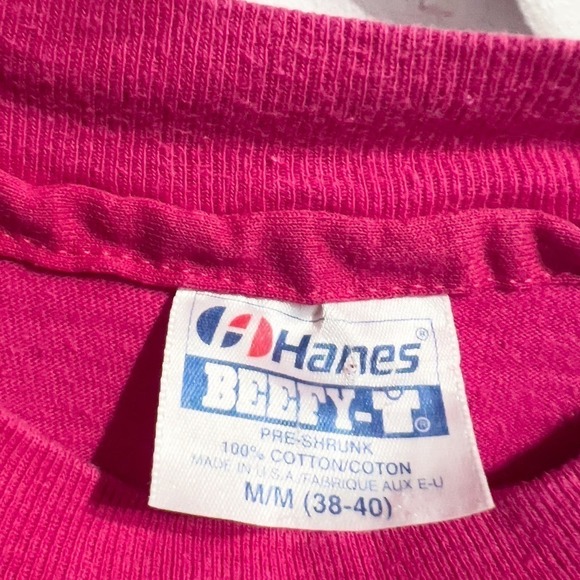 Hanes®
BEEFY-T®
PRE-SHRUNK
100% COTTON/COTON
MADE IN U.S.A./FABRIQUE AUX E-U
M/M (38-40)